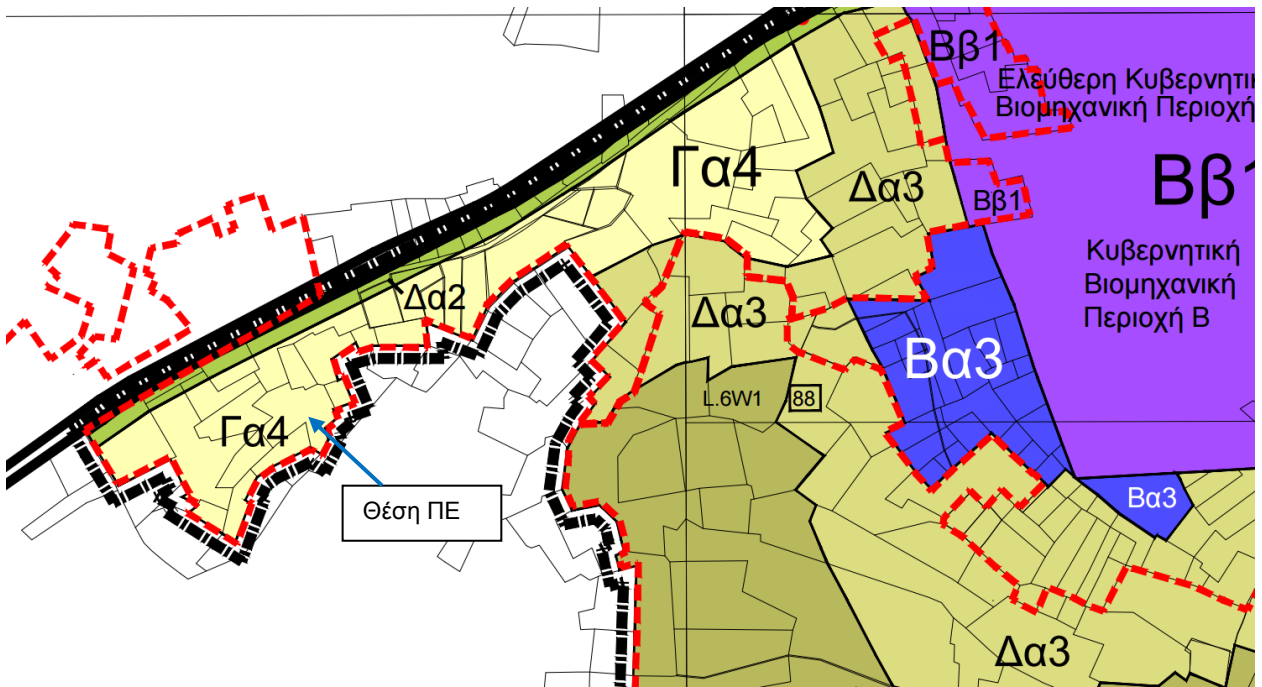 Ββ1
Ελεύθερη Κυβερνητι
Βιομηχανική Περιοχή
Γα4
Δα3
Ββ1
Ββ1
Κυβερνητική
Βιομηχανική
Περιοχή Β
Δα2
Δα3
Βα3
L.6W1
88
Γα4
Θέση ΠΕ
Βα3
Δα3